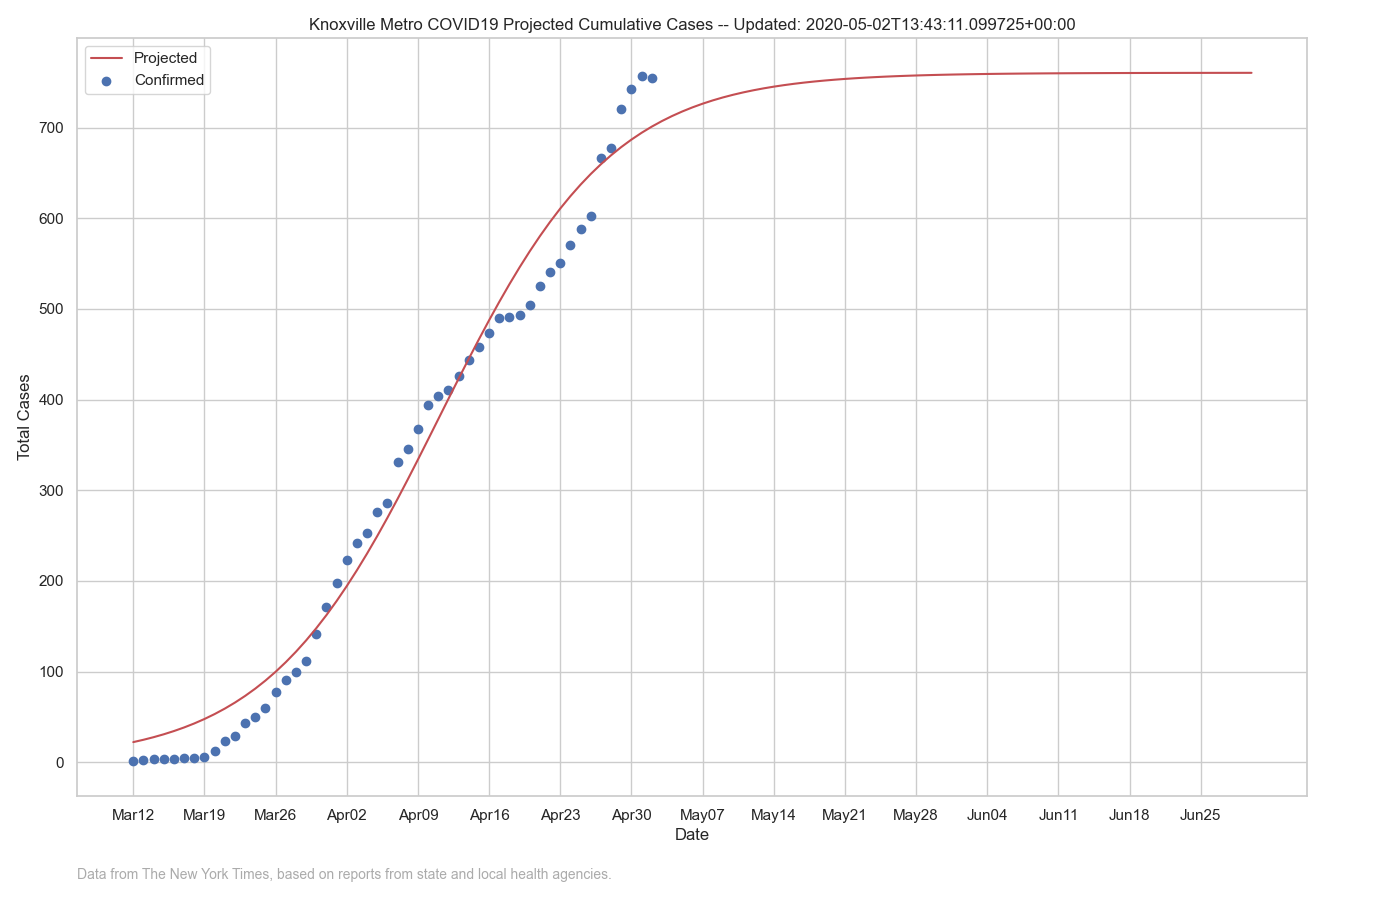 Knoxville Metro COVID19 Projected Cumulative Cases -- Updated: 2020-05-02T13:43:11.099725+00:00
Projected
Confirmed
700
600
500
400
300
200
100
0
Total Cases
Mar12 Mar19 Mar26 Apr02 Apr09 Apr16 Apr23 Apr30 May07 May14 May21 May28 Jun04 Jun11 Jun18 Jun25
Date
Data from The New York Times, based on reports from state and local health agencies.